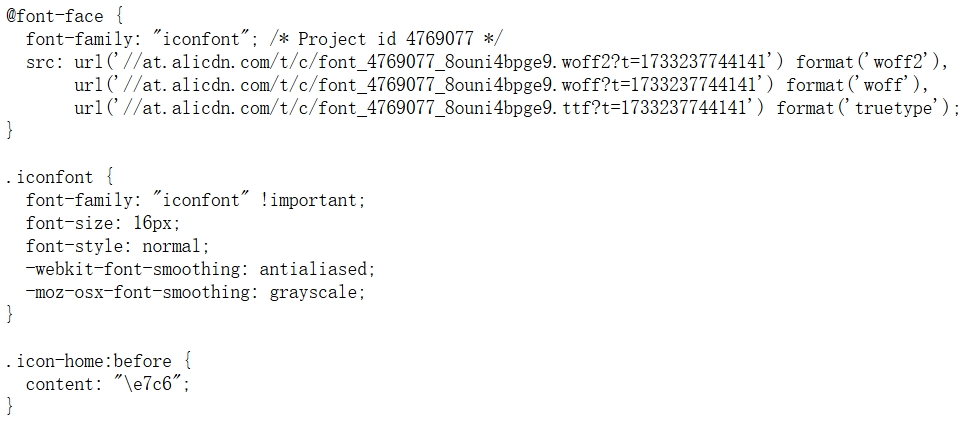 @font-face {
  font-family: "iconfont"; /* Project id 4769077 */
  src: url('//at.alicdn.com/t/c/font_4769077_8ouni4bpge9.woff2?t=1733237744141') format('woff2'),
       url('//at.alicdn.com/t/c/font_4769077_8ouni4bpge9.woff?t=1733237744141') format('woff'),
       url('//at.alicdn.com/t/c/font_4769077_8ouni4bpge9.ttf?t=1733237744141') format('truetype');
}

.iconfont {
  font-family: "iconfont" !important;
  font-size: 16px;
  font-style: normal;
  -webkit-font-smoothing: antialiased;
  -moz-osx-font-smoothing: grayscale;
}

.icon-home:before {
  content: "\e7c6";
}